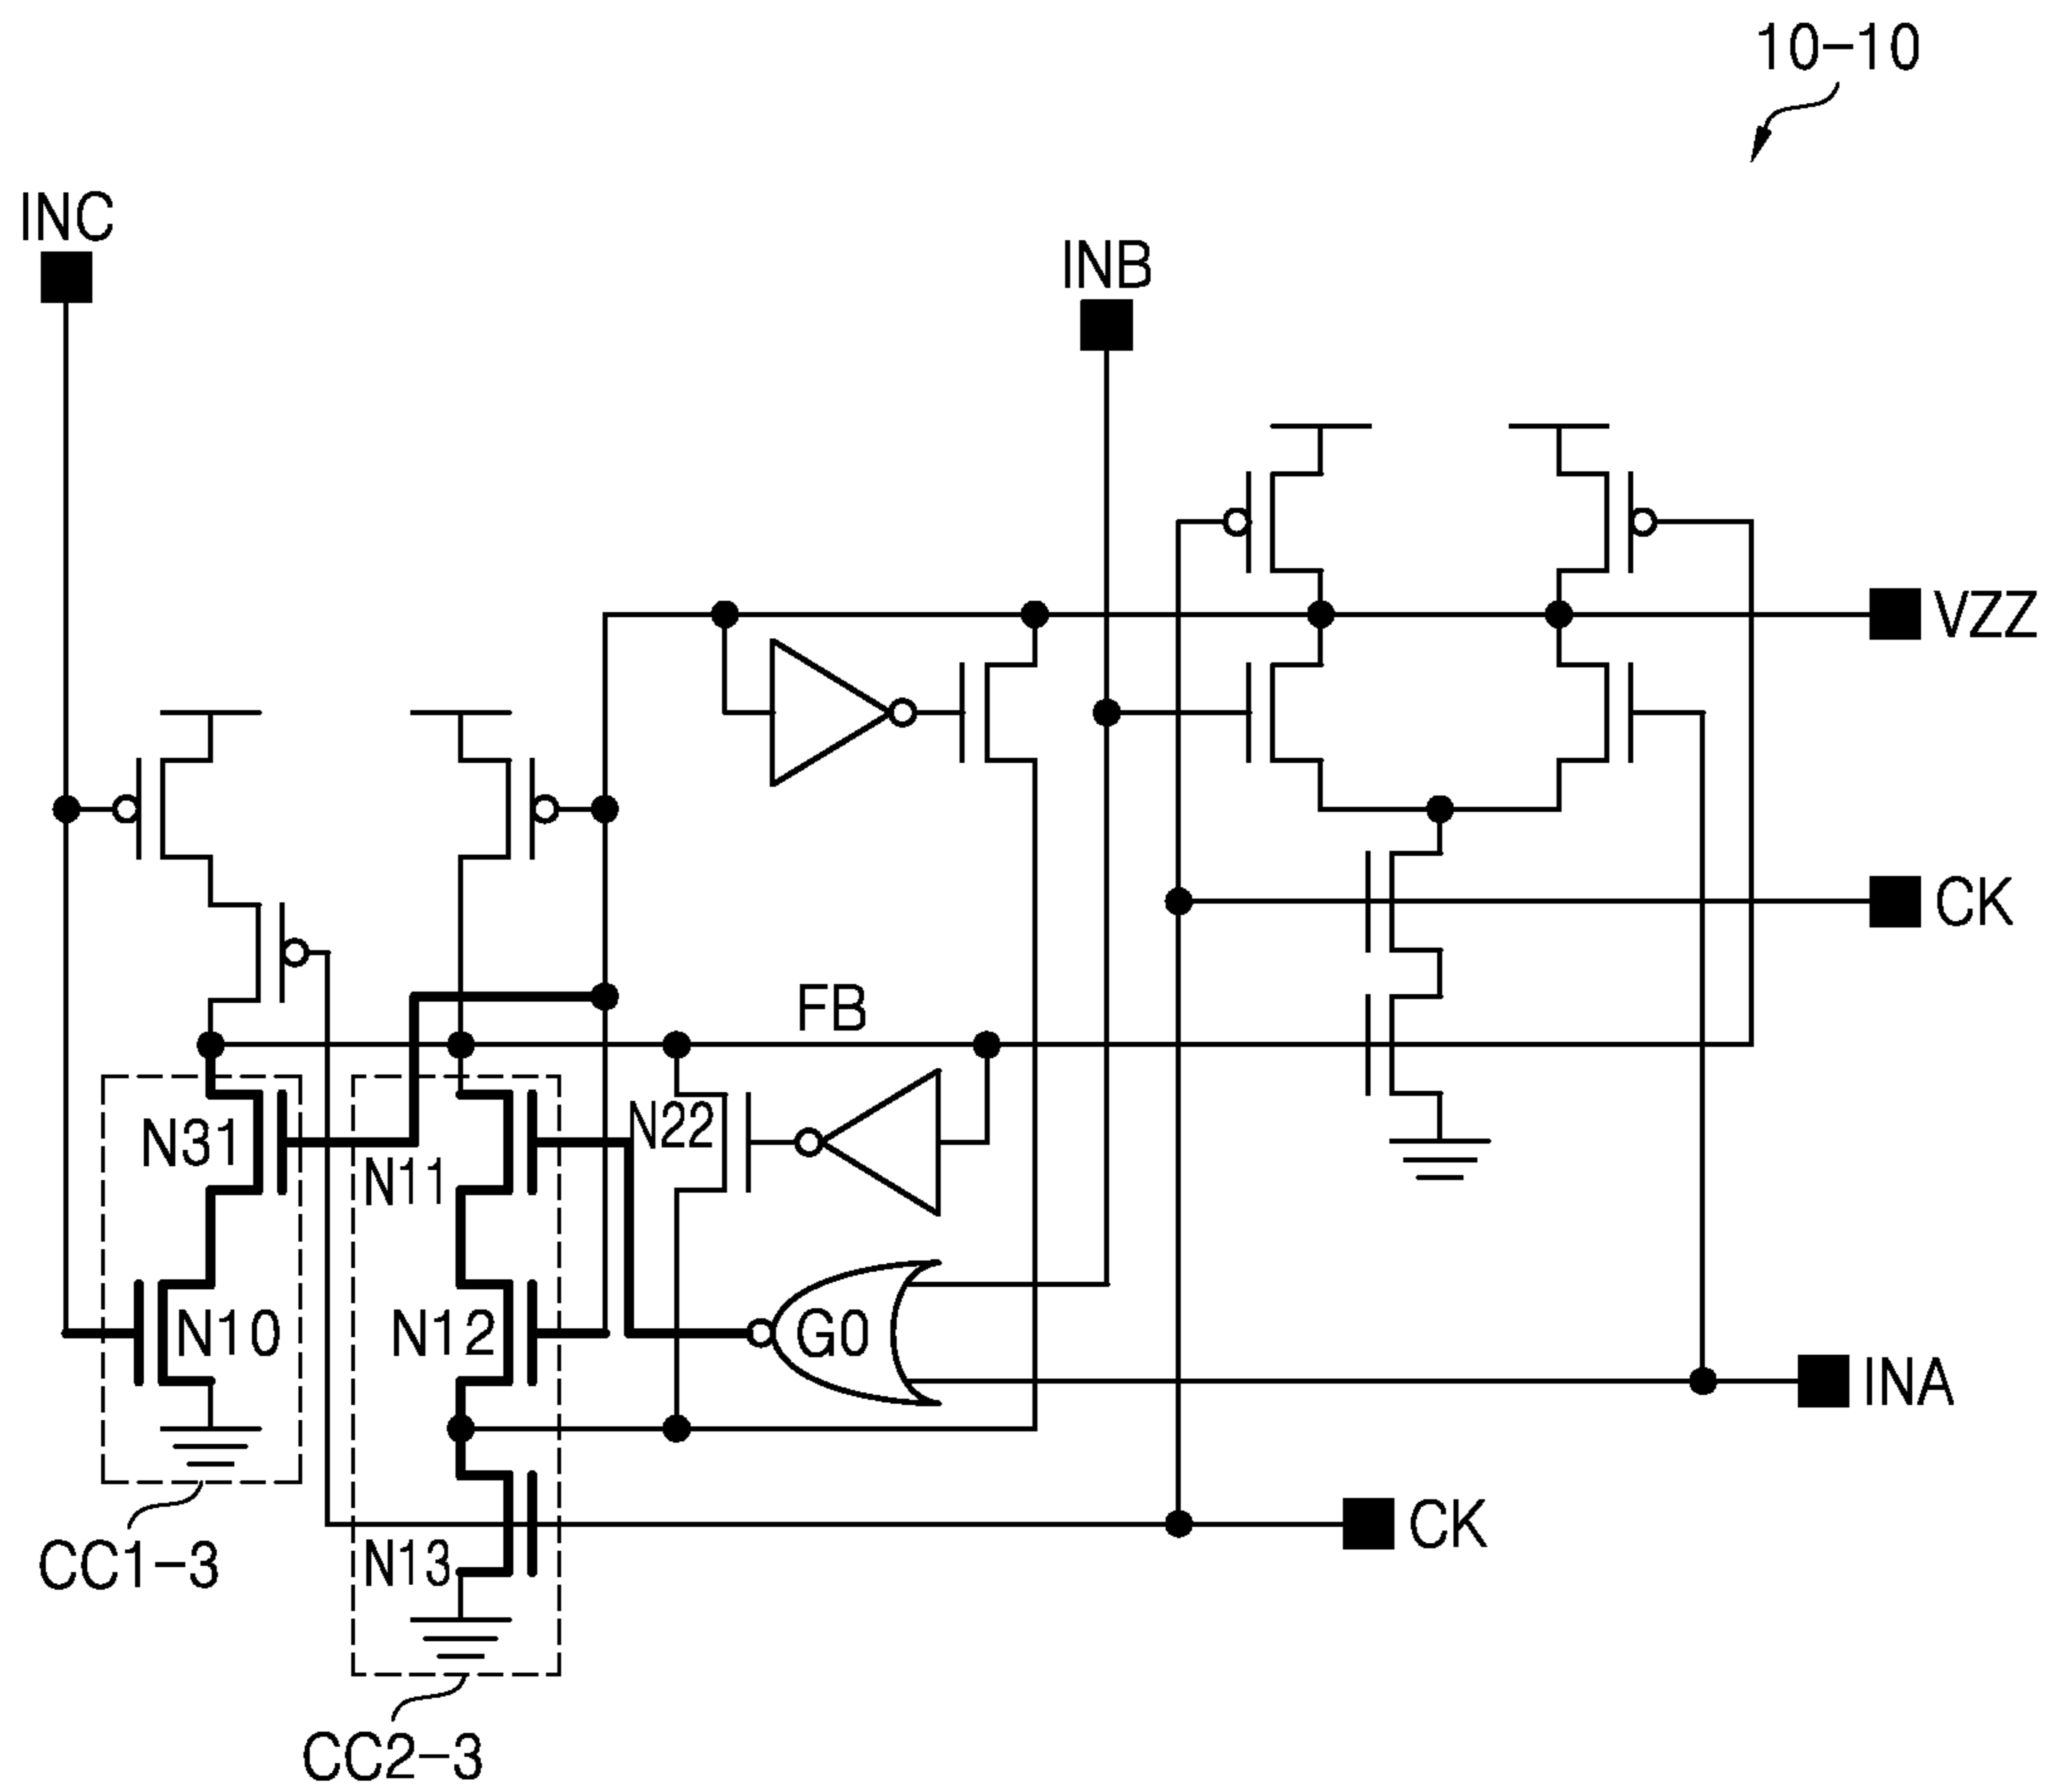 10-10
INC
INB
VZZ
CK
FB
N31
N11
N22
N10
N12
G0
INA
N13
CK
CC1-3
CC2-3